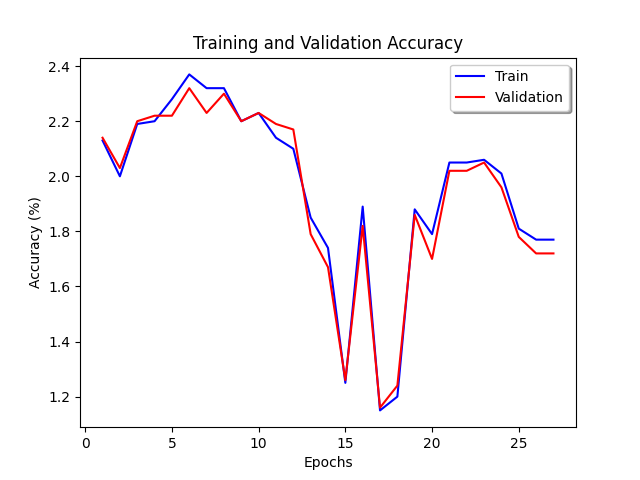 Training and Validation Accuracy
Train
Validation
Accuracy (%)
2.4
2.2
2.0
1.8
1.6
1.4
1.2
0 5 10 15 20 25
Epochs